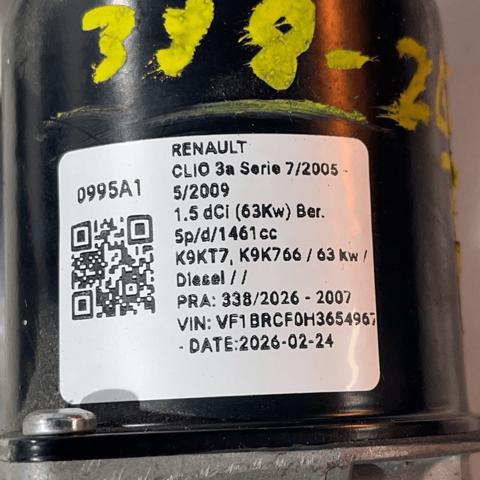 338-26
0995A1
RENAULT
CLIO 3a Serie 7/2005 -
5/2009
1.5 dCi (63Kw) Ber.
5p/d/1461cc
K9KT7, K9K766 / 63 kw /
Diesel / /
PRA: 338/2026 - 2007
VIN: VF1BRCF0H3654967
- DATE:2026-02-24